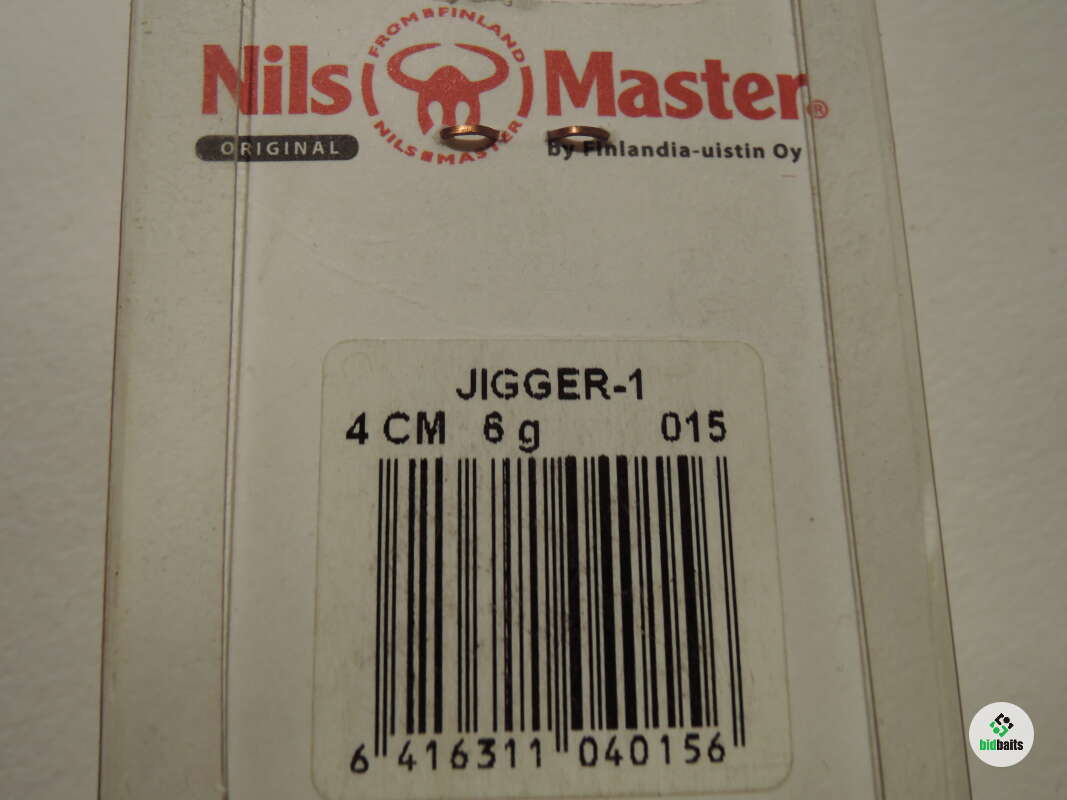 FROM FINLAND
Nils Master®
NILS MASTER
ORIGINAL
By Finlandia-uistin Oy
JIGGER-1
4 CM 6 g 015
6 416311 040156
bidbaits